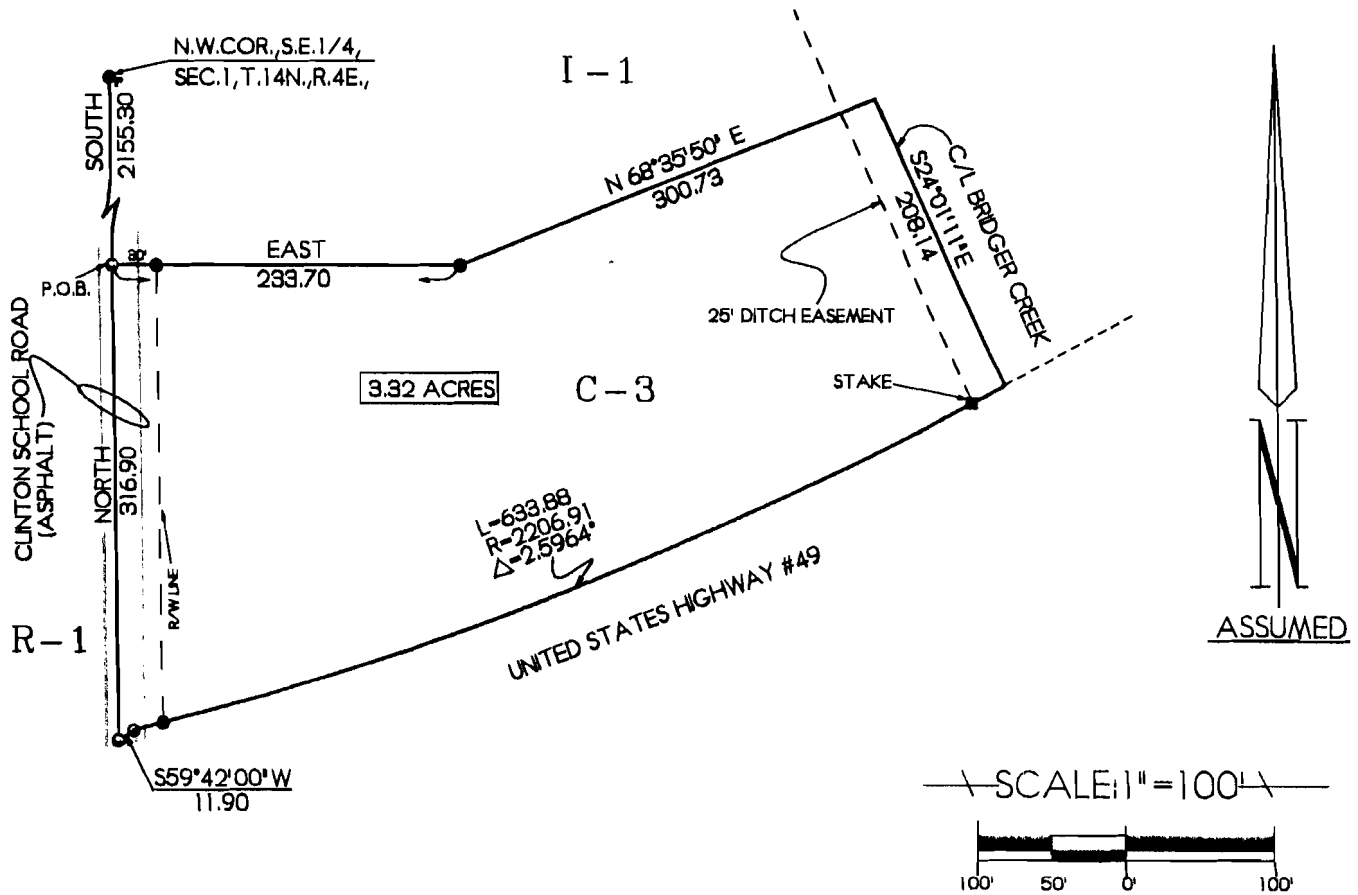 N.W.COR.,S.E.1/4,
SEC.1,T.14N.,R.4E.,
I-1
SOUTH
2155.30
N 68°35'50" E
300.73
C/L BRIDGER CREEK
S24°01'11"E
208.14
30'
EAST
233.70
P.O.B.
25' DITCH EASEMENT
CLINTON SCHOOL ROAD
(ASPHALT)
3.32 ACRES
C-3
STAKE
NORTH
316.90
R/W LINE
L-633.88
R-2206.91
△-2.5964°
UNITED STATES HIGHWAY #49
R-1
N
ASSUMED
S59°42'00" W
11.90
SCALE:1"=100'
100' 50' 0' 100'